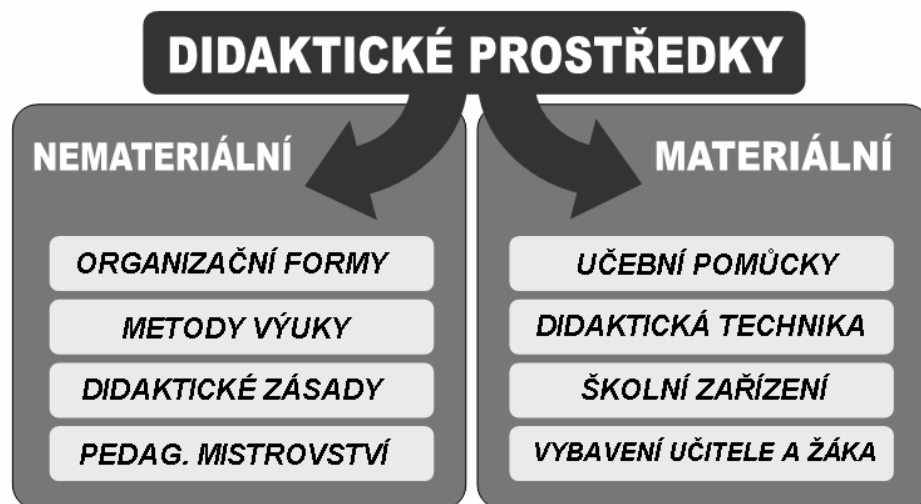 DIDAKTICKÉ PROSTŘEDKY
NEMATERIÁLNÍ
ORGANIZAČNÍ FORMY
METODY VÝUKY
DIDAKTICKÉ ZÁSADY
PEDAG. MISTROVSTVÍ
MATERIÁLNÍ
UČEBNÍ POMŮCKY
DIDAKTICKÁ TECHNIKA
ŠKOLNÍ ZAŘÍZENÍ
VYBAVENÍ UČITELE A ŽÁKA